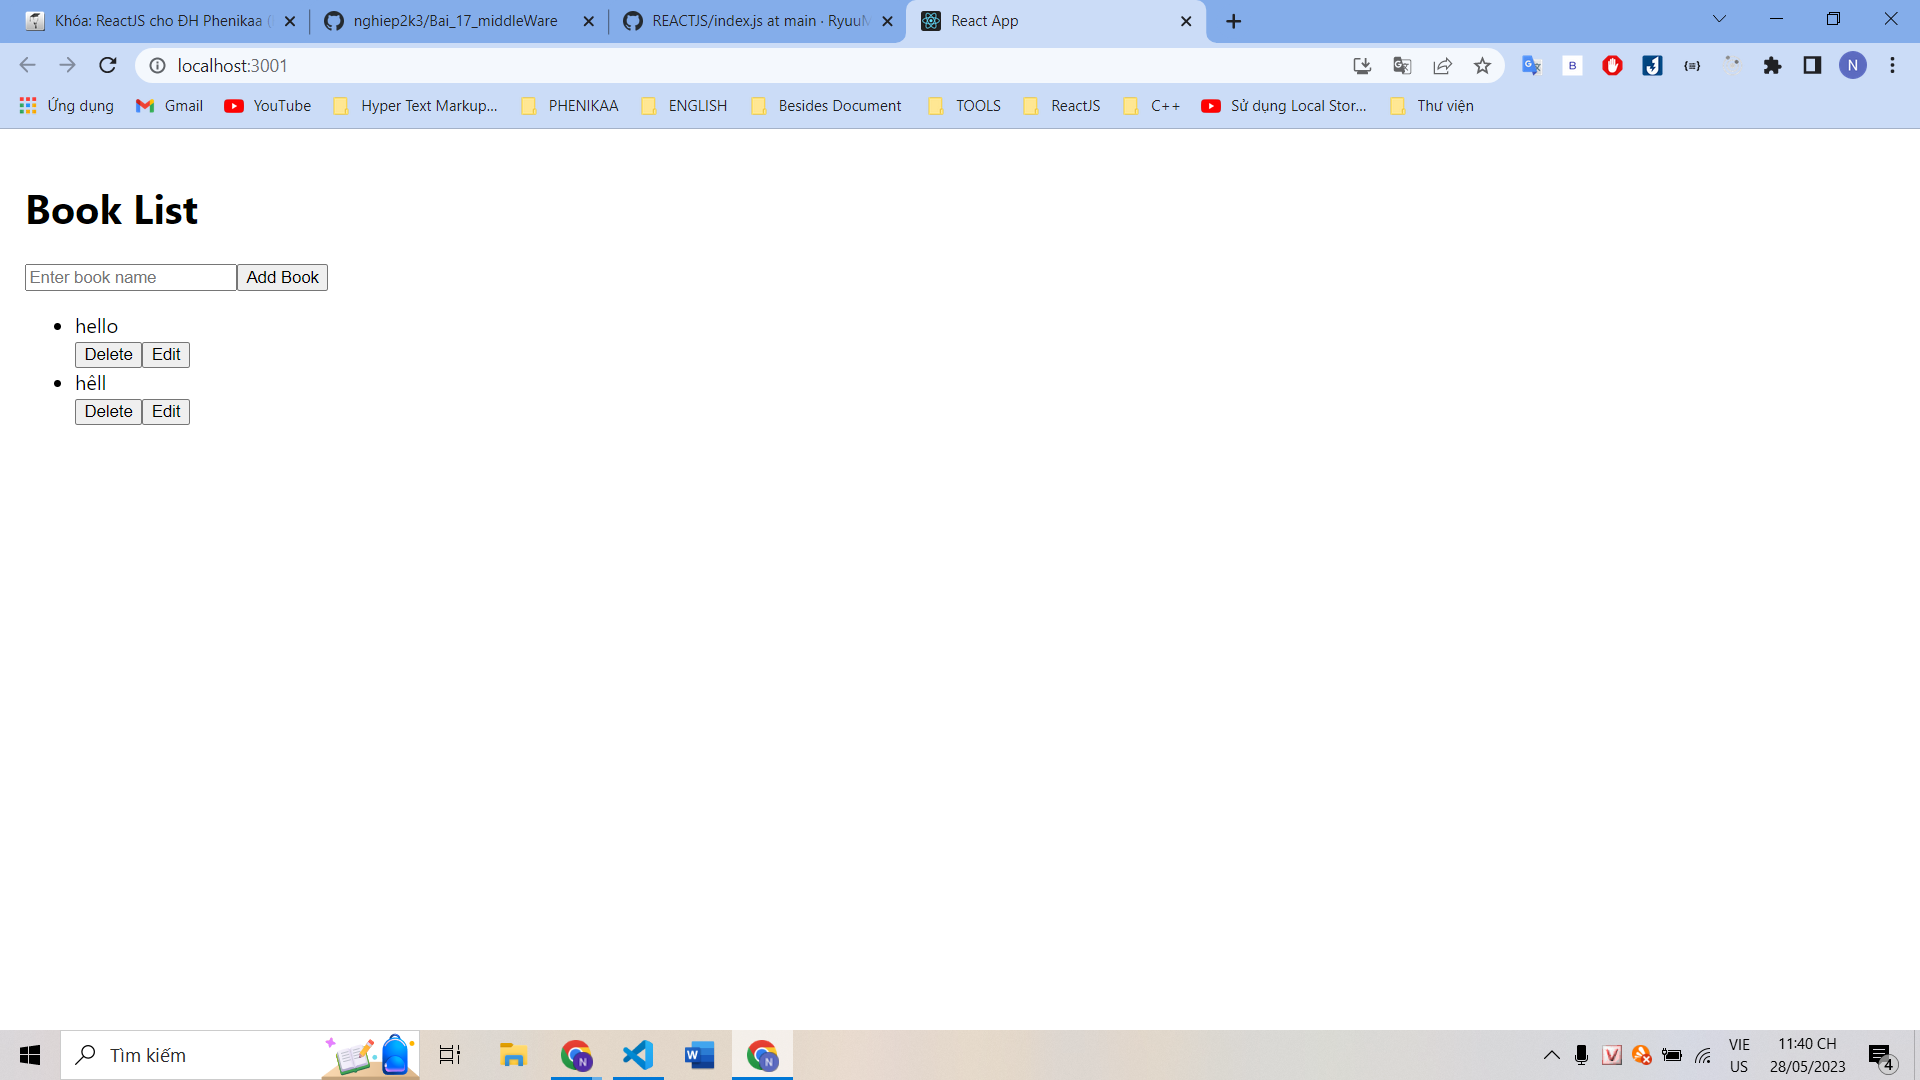 Khóa: ReactJS cho ĐH Phenikaa
nghiep2k3/Bai_17_middleWare
REACTJS/index.js at main · RyuuM
React App
localhost:3001
Ứng dụng
Gmail
YouTube
Hyper Text Markup...
PHENIKAA
ENGLISH
Besides Document
TOOLS
ReactJS
C++
Sử dụng Local Stor...
Thư viện
Book List
Enter book name
Add Book
hello
Delete Edit
hêll
Delete Edit
Tìm kiếm
VIE
US
11:40 CH
28/05/2023
4